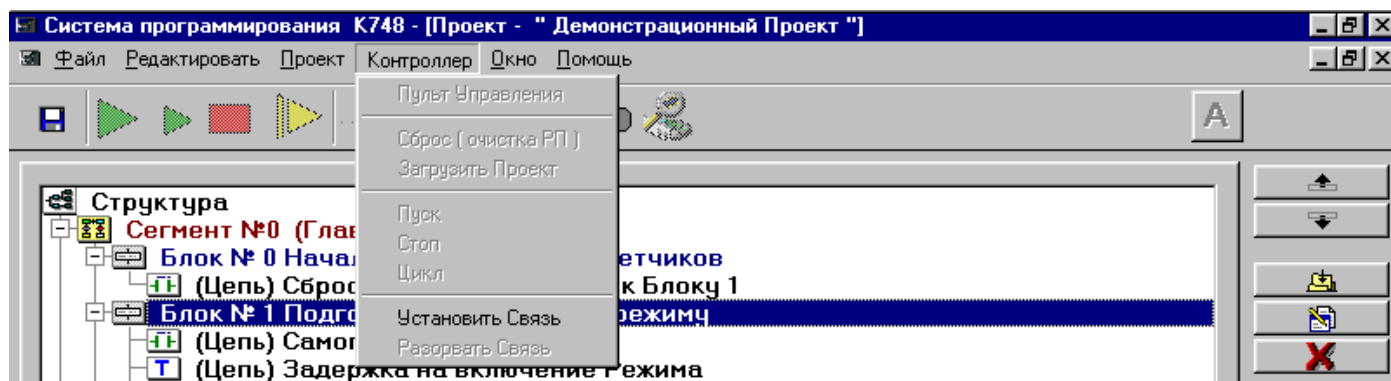 Система программирования К748 - [Проект - " Демонстрационный Проект "]
Файл Редактировать Проект Контроллер Окно Помощь
Пульт Управления
Сброс ( очистка РП )
Загрузить Проект
Пуск
Стоп
Цикл
Установить Связь
Разорвать Связь
A
Структура
Сегмент №0 (Глав
Блок № 0 Начал етчиков
(Цепь) Сброс к Блоку 1
Блок № 1 Подго режиму
(Цепь) Самоп
T (Цепь) Задержка на включение Режима